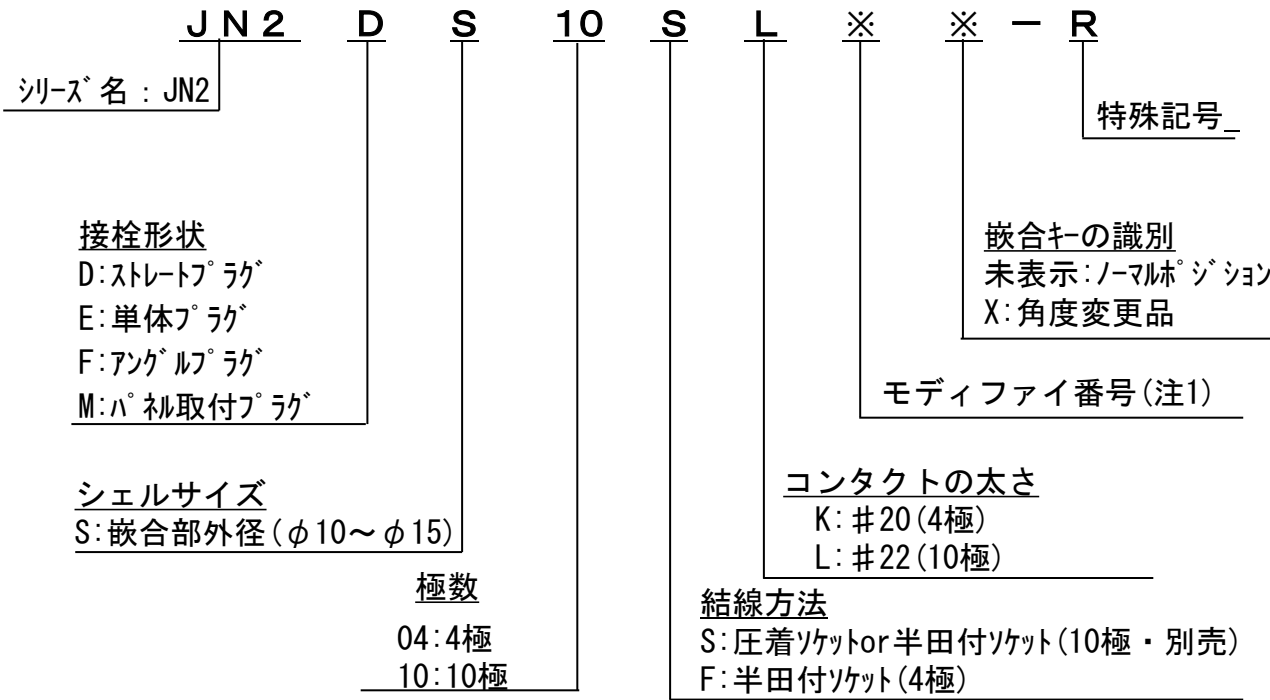 JN2 D S 10 S L ※ ※ - R
ｼﾘｰｽﾞ名：JN2
特殊記号
接栓形状
D:ｽﾄﾚｰﾄﾌﾟﾗｸﾞ
E:単体ﾌﾟﾗｸﾞ
F:ｱﾝｸﾞﾙﾌﾟﾗｸﾞ
M:ﾊﾟﾈﾙ取付ﾌﾟﾗｸﾞ
嵌合ｷｰの識別
未表示:ﾉｰﾏﾙﾎﾟｼﾞｼｮﾝ
X:角度変更品
モディファイ番号(注1)
シェルサイズ
S:嵌合部外径(φ10～φ15)
コンタクトの太さ
K:♯20(4極)
L:♯22(10極)
極数
04:4極
10:10極
結線方法
S:圧着ｿｹｯﾄor半田付ｿｹｯﾄ(10極・別売)
F:半田付ｿｹｯﾄ(4極)